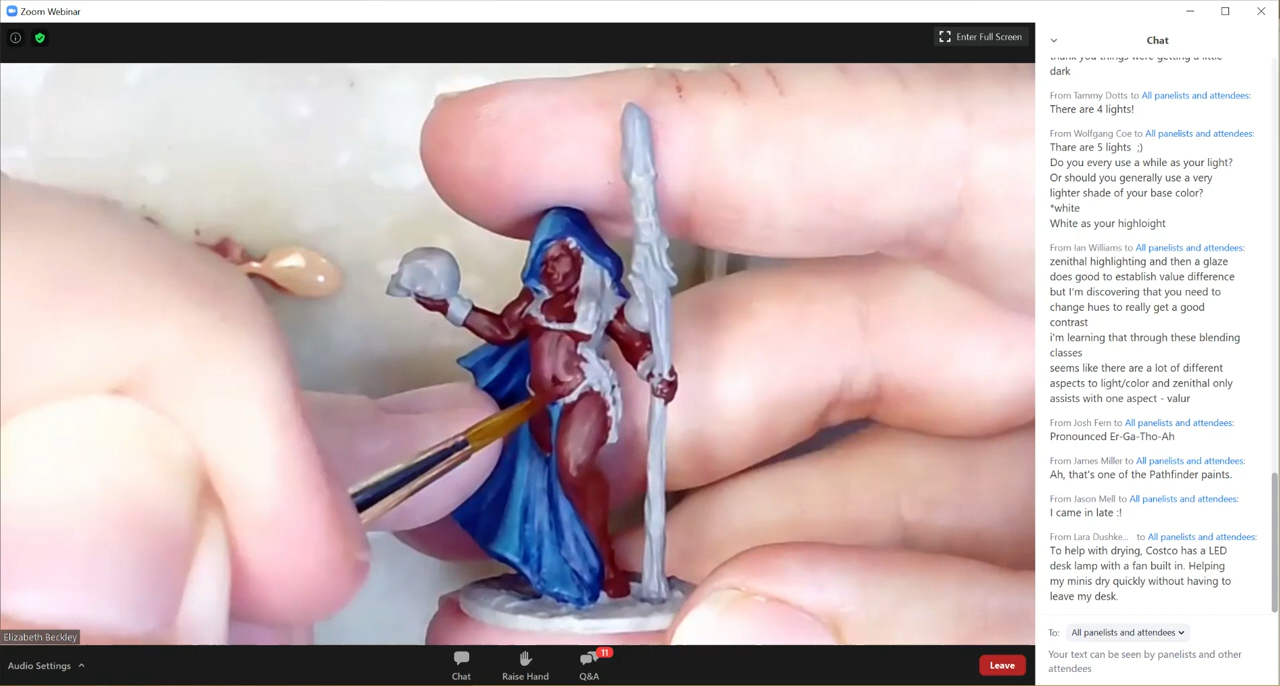 Zoom Webinar
Enter Full Screen
Elizabeth Beckley
Audio Settings
Chat
Raise Hand
11
Q&A
Leave
Chat
thank you things were getting a little
dark
From Tammy Dotts to All panelists and attendees:
There are 4 lights!
From Wolfgang Coe to All panelists and attendees:
Thare are 5 lights ;)
Do you every use a while as your light?
Or should you generally use a very
lighter shade of your base color?
*white
White as your highloight
From Ian Williams to All panelists and attendees:
zenithal highlighting and then a glaze
does good to establish value difference
but I'm discovering that you need to
change hues to really get a good
contrast
i'm learning that through these blending
classes
seems like there are a lot of different
aspects to light/color and zenithal only
assists with one aspect - valur
From Josh Fern to All panelists and attendees:
Pronounced Er-Ga-Tho-Ah
From James Miller to All panelists and attendees:
Ah, that's one of the Pathfinder paints.
From Jason Mell to All panelists and attendees:
I came in late :!
From Lara Dushke... to All panelists and attendees:
To help with drying, Costco has a LED
desk lamp with a fan built in. Helping
my minis dry quickly without having to
leave my desk.
To: All panelists and attendees
Your text can be seen by panelists and other
attendees